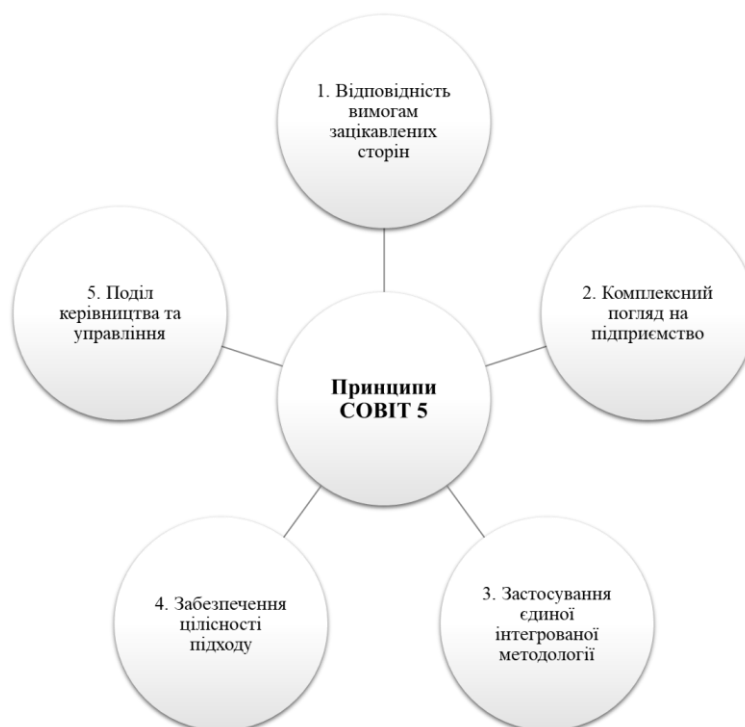 1. Відповідність
вимогам
зацікавлених
сторін
5. Поділ
керівництва та
управління
2. Комплексний
погляд на
підприємство
Принципи
COBIT 5
4. Забезпечення
цілісності
підходу
3. Застосування
єдиної
інтегрованої
методології